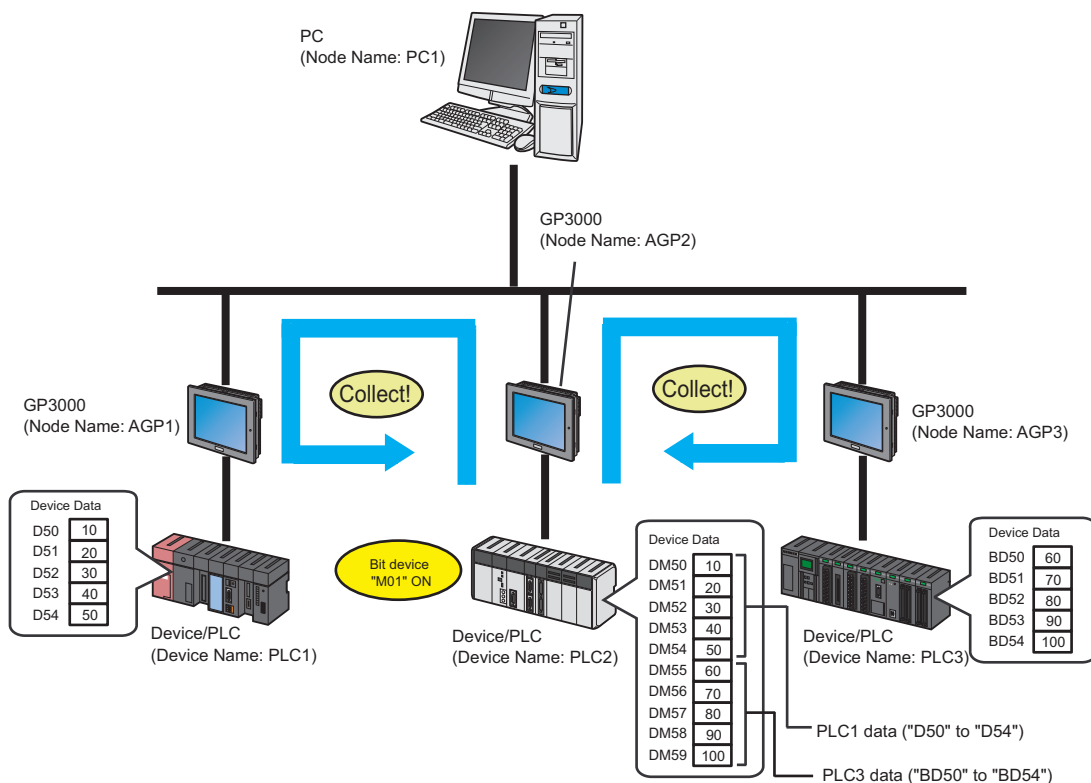 PC
(Node Name: PC1)
GP3000
(Node Name: AGP2)
Collect!
Collect!
GP3000
(Node Name: AGP1)
GP3000
(Node Name: AGP3)
Device Data
D50 10
D51 20
D52 30
D53 40
D54 50
Device/PLC
(Device Name: PLC1)
Bit device
"M01" ON
Device/PLC
(Device Name: PLC2)
Device Data
DM50 10
DM51 20
DM52 30
DM53 40
DM54 50
DM55 60
DM56 70
DM57 80
DM58 90
DM59 100
Device/PLC
(Device Name: PLC3)
Device Data
BD50 60
BD51 70
BD52 80
BD53 90
BD54 100
PLC1 data ("D50" to "D54")
PLC3 data ("BD50" to "BD54")